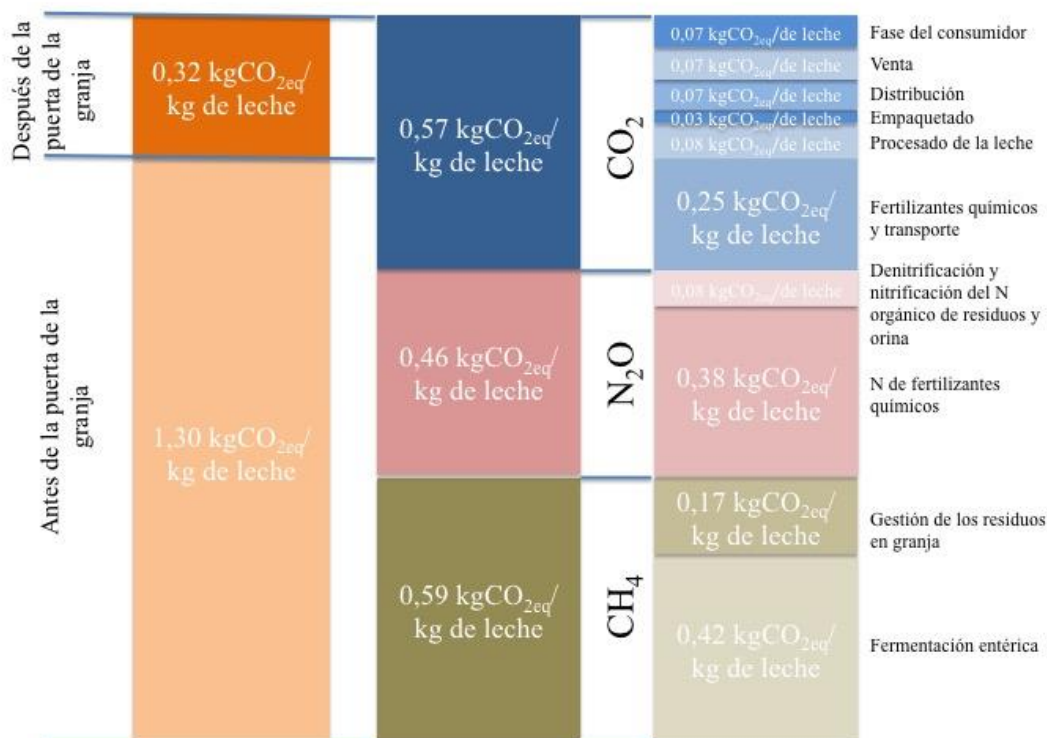 Después de la
puerta de la
granja
0,32 kgCO2eq/
kg de leche
Antes de la puerta de la
granja
1,30 kgCO2eq/
kg de leche
0,57 kgCO2eq/
kg de leche
CO2
0,46 kgCO2eq/
kg de leche
N2O
0,59 kgCO2eq/
kg de leche
CH4
0,07 kgCO2eq/de leche
Fase del consumidor
0,07 kgCO2eq/de leche
Venta
0,07 kgCO2eq/de leche
Distribución
0,03 kgCO2eq/de leche
Empaquetado
0,08 kgCO2eq/de leche
Procesado de la leche
0,25 kgCO2eq/
kg de leche
Fertilizantes químicos
y transporte
0,08 kgCO2eq/de leche
Denitrificación y
nitrificación del N
orgánico de residuos y
orina
0,38 kgCO2eq/
kg de leche
N de fertilizantes
químicos
0,17 kgCO2eq/
kg de leche
Gestión de los residuos
en granja
0,42 kgCO2eq/
kg de leche
Fermentación entérica